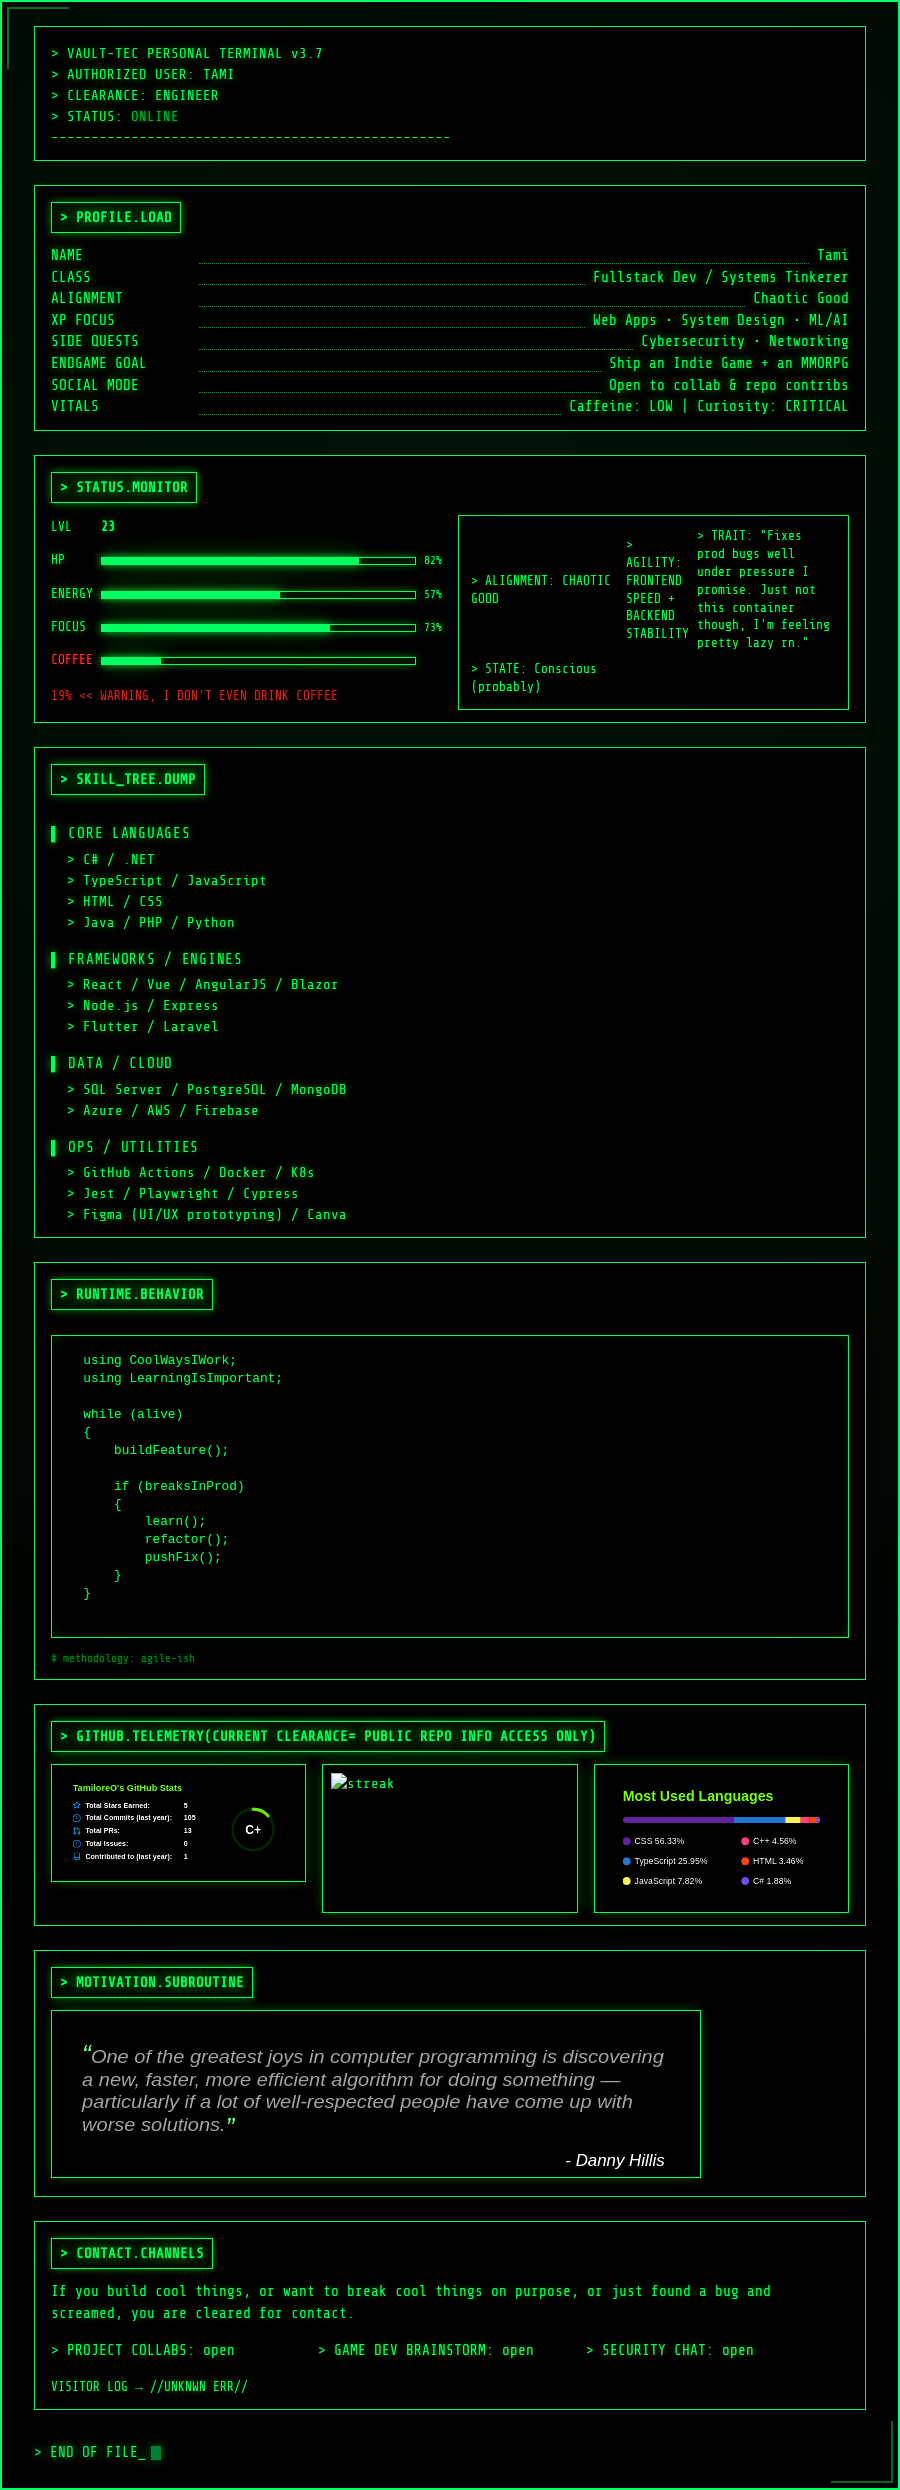 > VAULT-TEC PERSONAL TERMINAL v3.7
> AUTHORIZED USER: TAMI
> CLEARANCE: ENGINEER
> STATUS: ONLINE
--------------------------------------------------
> PROFILE.LOAD
NAME Tami
CLASS Fullstack Dev / Systems Tinkerer
ALIGNMENT Chaotic Good
XP FOCUS Web Apps · System Design · ML/AI
SIDE QUESTS Cybersecurity · Networking
ENDGAME GOAL Ship an Indie Game + an MMORPG
SOCIAL MODE Open to collab & repo contribs
VITALS Caffeine: LOW | Curiosity: CRITICAL
> STATUS.MONITOR
LVL 23
HP 82%
ENERGY 57%
FOCUS 73%
COFFEE
19% << WARNING, I DON'T EVEN DRINK COFFEE
> ALIGNMENT: CHAOTIC
GOOD
>
AGILITY:
FRONTEND
SPEED +
BACKEND
STABILITY
> TRAIT: "Fixes
prod bugs well
under pressure I
promise. Just not
this container
though, I'm feeling
pretty lazy rn."
> STATE: Conscious
(probably)
> SKILL_TREE.DUMP
CORE LANGUAGES
> C# / .NET
> TypeScript / JavaScript
> HTML / CSS
> Java / PHP / Python
FRAMEWORKS / ENGINES
> React / Vue / AngularJS / Blazor
> Node.js / Express
> Flutter / Laravel
DATA / CLOUD
> SQL Server / PostgreSQL / MongoDB
> Azure / AWS / Firebase
OPS / UTILITIES
> GitHub Actions / Docker / K8s
> Jest / Playwright / Cypress
> Figma (UI/UX prototyping) / Canva
> RUNTIME.BEHAVIOR
using CoolWaysIWork;
using LearningIsImportant;
while (alive)
{
buildFeature();
if (breaksInProd)
{
learn();
refactor();
pushFix();
}
}
# methodology: agile-ish
> GITHUB.TELEMETRY(CURRENT CLEARANCE= PUBLIC REPO INFO ACCESS ONLY)
TamiloreO's GitHub Stats
Total Stars Earned: 5
Total Commits (last year): 105
Total PRs: 13
Total Issues: 0
Contributed to (last year): 1
C+
streak
Most Used Languages
CSS 56.33%
TypeScript 25.95%
JavaScript 7.82%
C++ 4.56%
HTML 3.46%
C# 1.88%
> MOTIVATION.SUBROUTINE
“One of the greatest joys in computer programming is discovering
a new, faster, more efficient algorithm for doing something —
particularly if a lot of well-respected people have come up with
worse solutions.”
- Danny Hillis
> CONTACT.CHANNELS
If you build cool things, or want to break cool things on purpose, or just found a bug and
screamed, you are cleared for contact.
> PROJECT COLLABS: open > GAME DEV BRAINSTORM: open > SECURITY CHAT: open
VISITOR LOG → //UNKNWN ERR//
> END OF FILE_